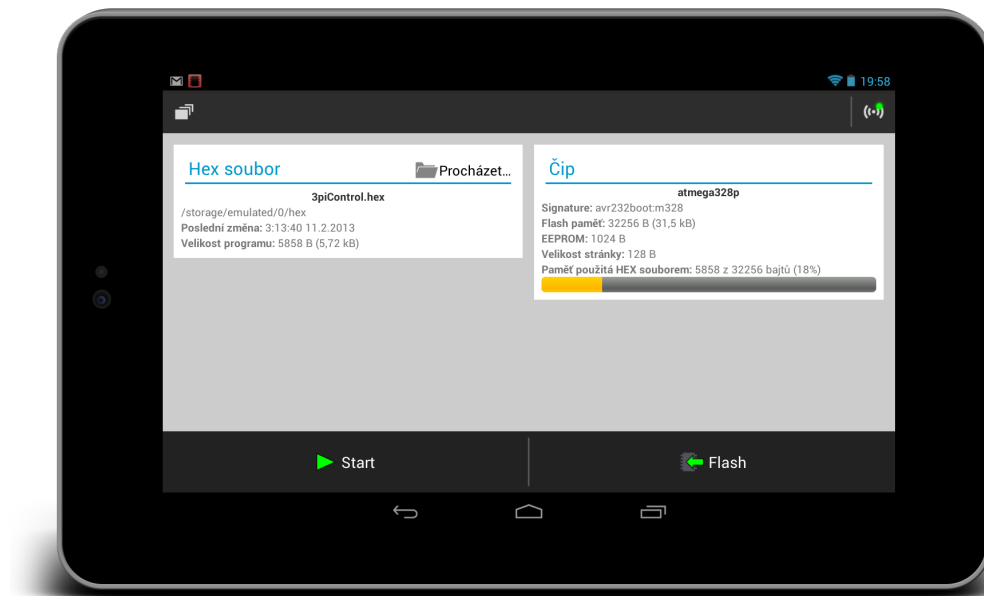 19:58
Hex soubor
Procházet...
3piControl.hex
/storage/emulated/0/hex
Poslední změna: 3:13:40 11.2.2013
Velikost programu: 5858 B (5,72 kB)
Čip
atmega328p
Signature: avr232boot:m328
Flash paměť: 32256 B (31,5 kB)
EEPROM: 1024 B
Velikost stránky: 128 B
Paměť použitá HEX souborem: 5858 z 32256 bajtů (18%)
Start
Flash